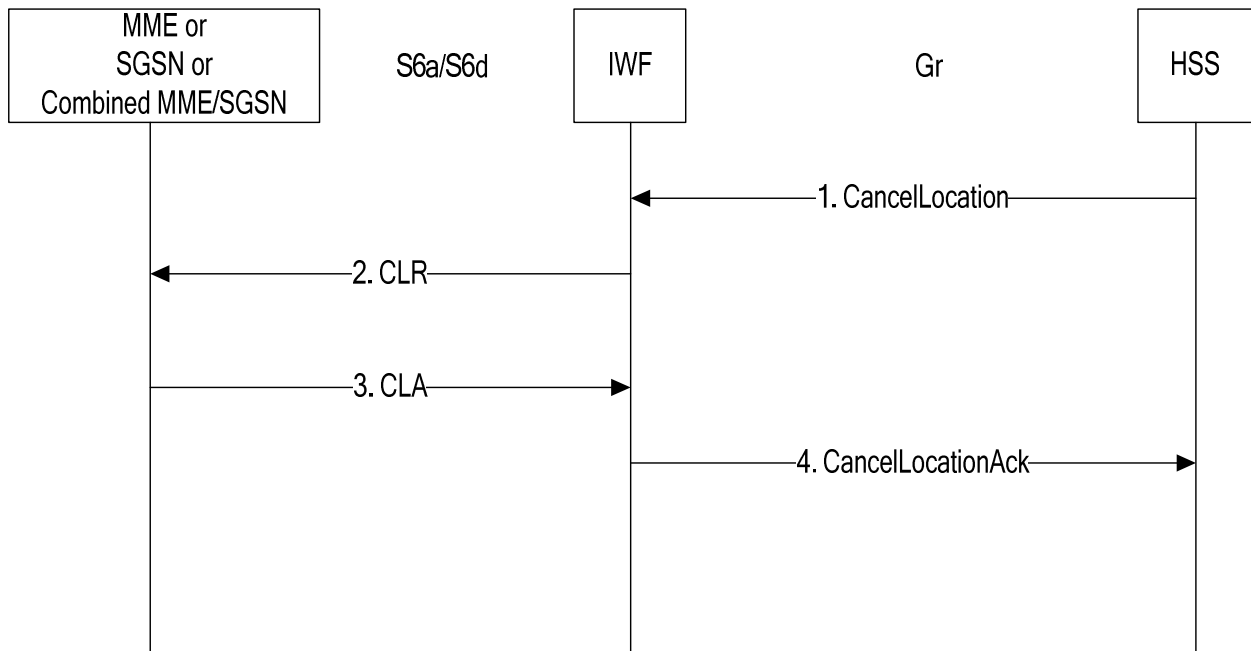 MME or
SGSN or
Combined MME/SGSN
S6a/S6d
IWF
Gr
HSS
1. CancelLocation
2. CLR
3. CLA
4. CancelLocationAck